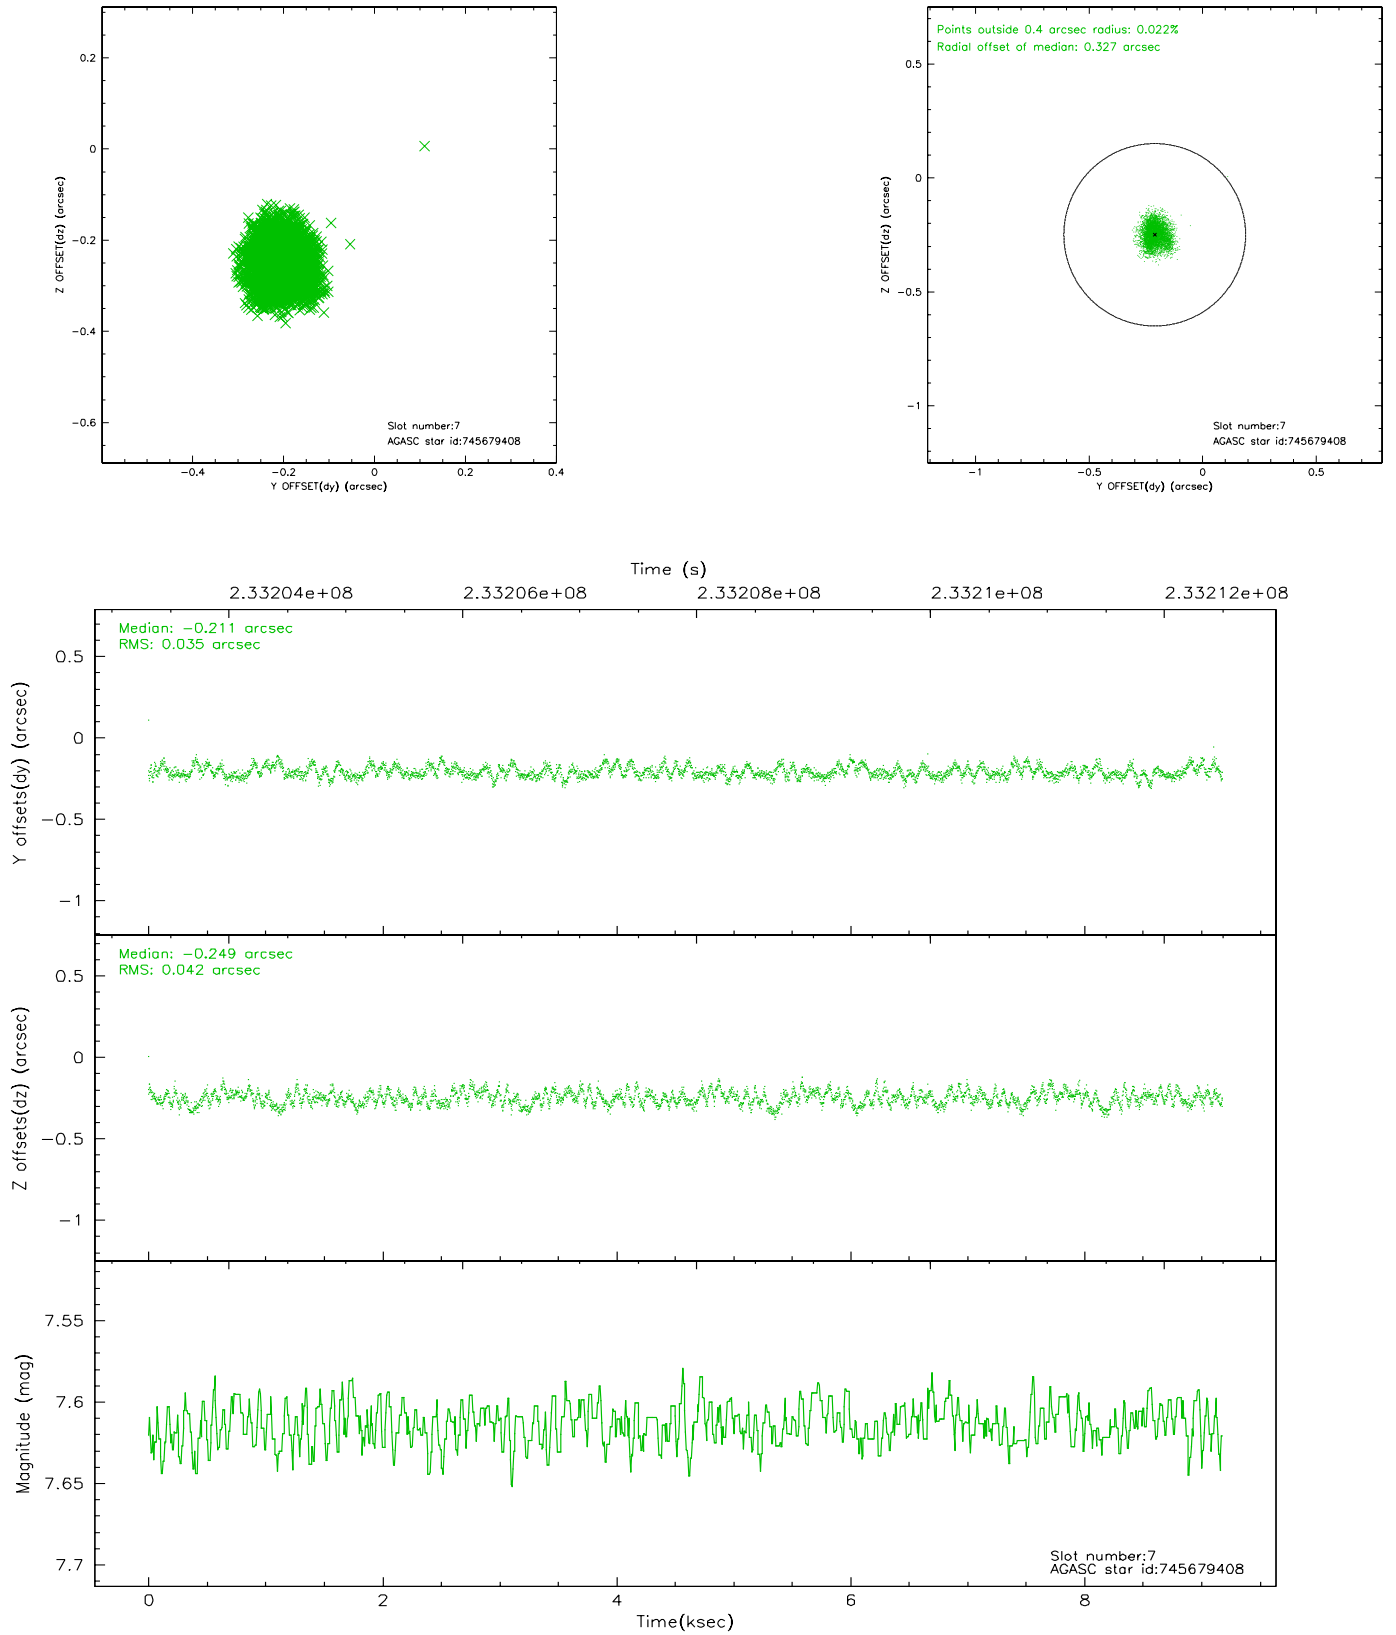 0.2
0
−0.2
−0.4
−0.6
Z OFFSET(dz) (arcsec)
Slot number:7
AGASC star id:745679408
−0.4 −0.2 0 0.2 0.4
Y OFFSET(dy) (arcsec)
Points outside 0.4 arcsec radius: 0.022%
Radial offset of median: 0.327 arcsec
0.5
0
−0.5
−1
Z OFFSET(dz) (arcsec)
Slot number:7
AGASC star id:745679408
−1 −0.5 0 0.5
Y OFFSET(dy) (arcsec)
Time (s)
2.33204e+08 2.33206e+08 2.33208e+08 2.3321e+08 2.33212e+08
Median: −0.211 arcsec
RMS: 0.035 arcsec
0.5
0
−0.5
−1
Y offsets(dy) (arcsec)
Median: −0.249 arcsec
RMS: 0.042 arcsec
0.5
0
−0.5
−1
Z offsets(dz) (arcsec)
7.55
7.6
7.65
7.7
Magnitude (mag)
Slot number:7
AGASC star id:745679408
0 2 4 6 8
Time(ksec)